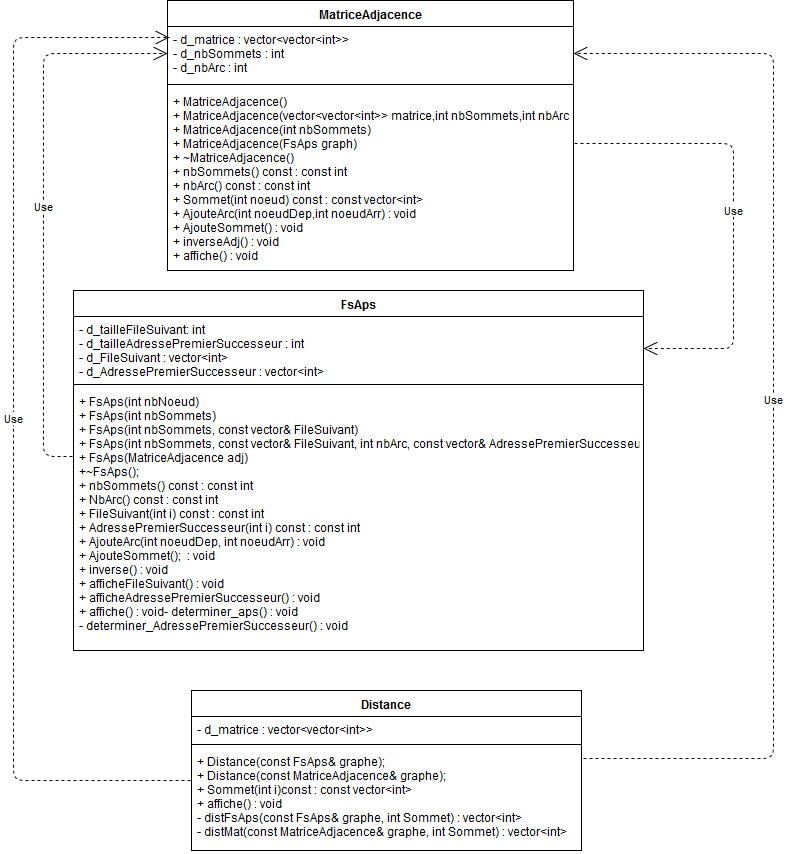 MatriceAdjacence
- d_matrice : vector<vector<int>>
- d_nbSommets : int
- d_nbArc : int
+ MatriceAdjacence()
+ MatriceAdjacence(vector<vector<int>> matrice,int nbSommets,int nbArc
+ MatriceAdjacence(int nbSommets)
+ MatriceAdjacence(FsAps graph)
+ ~MatriceAdjacence()
+ nbSommets() const : const int
+ nbArc() const : const int
+ Sommet(int noeud) const : const vector<int>
+ AjouteArc(int noeudDep,int noeudArr) : void
+ AjouteSommet() : void
+ inverseAdj() : void
+ affiche() : void
Use
Use
FsAps
- d_tailleFileSuivant: int
- d_tailleAdressePremierSuccesseur : int
- d_FileSuivant : vector<int>
- d_AdressePremierSuccesseur : vector<int>
+ FsAps(int nbNoeud)
+ FsAps(int nbSommets)
+ FsAps(int nbSommets, const vector& FileSuivant)
+ FsAps(int nbSommets, const vector& FileSuivant, int nbArc, const vector& AdressePremierSuccesseu
+ FsAps(MatriceAdjacence adj)
+~FsAps();
+ nbSommets() const : const int
+ NbArc() const : const int
+ FileSuivant(int i) const : const int
+ AdressePremierSuccesseur(int i) const : const int
+ AjouteArc(int noeudDep, int noeudArr) : void
+ AjouteSommet();  : void
+ inverse() : void
+ afficheFileSuivant() : void
+ afficheAdressePremierSuccesseur() : void
+ affiche() : void- determiner_aps() : void
- determiner_AdressePremierSuccesseur() : void
Use
Use
Distance
- d_matrice : vector<vector<int>>
+ Distance(const FsAps& graphe);
+ Distance(const MatriceAdjacence& graphe);
+ Sommet(int i)const : const vector<int>
+ affiche() : void
- distFsAps(const FsAps& graphe, int Sommet) : vector<int>
- distMat(const MatriceAdjacence& graphe, int Sommet) : vector<int>